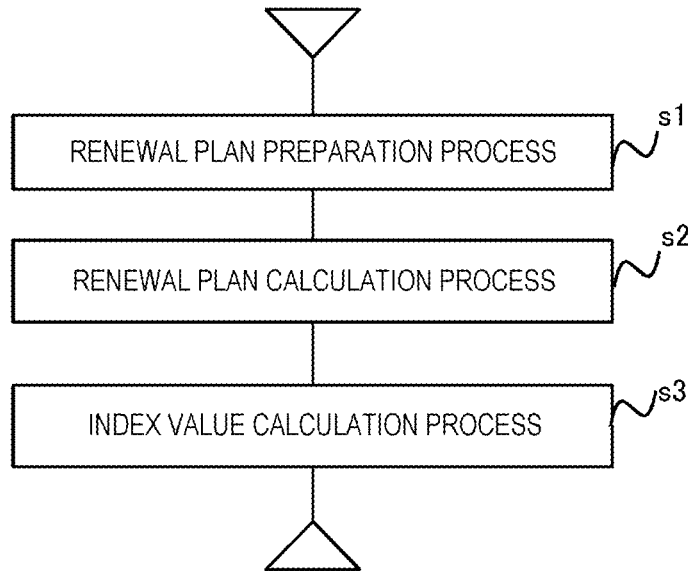 s1
RENEWAL PLAN PREPARATION PROCESS
s2
RENEWAL PLAN CALCULATION PROCESS
s3
INDEX VALUE CALCULATION PROCESS